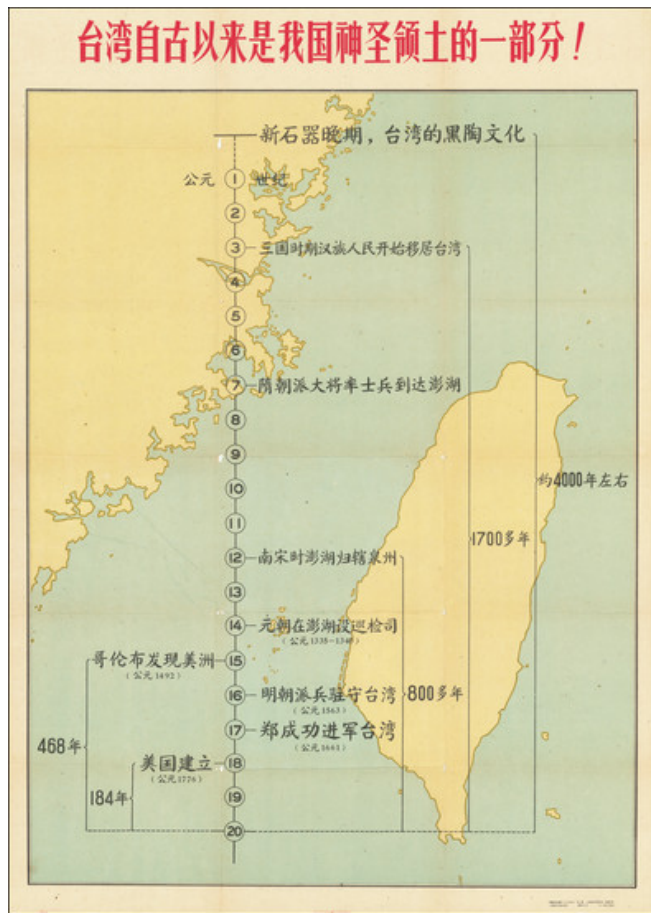 台湾自古以来是我国神圣领土的一部分!
新石器晚期,台湾的黑陶文化
公元 1 世纪
2
3 三国时期汉族人民开始移居台湾
4
5
6
7 隋朝派大将率士兵到达澎湖
8
9
10
约4000年左右
11
1700多年
12 南宋时澎湖归辖泉州
13
14 元朝在澎湖设巡检司
(公元1335-1340)
哥伦布发现美洲 15
(公元1492)
16 明朝派兵驻守台湾
(公元1563)
800多年
17 郑成功进军台湾
(公元1661)
468年
美国建立 18
(公元1776)
184年
19
20